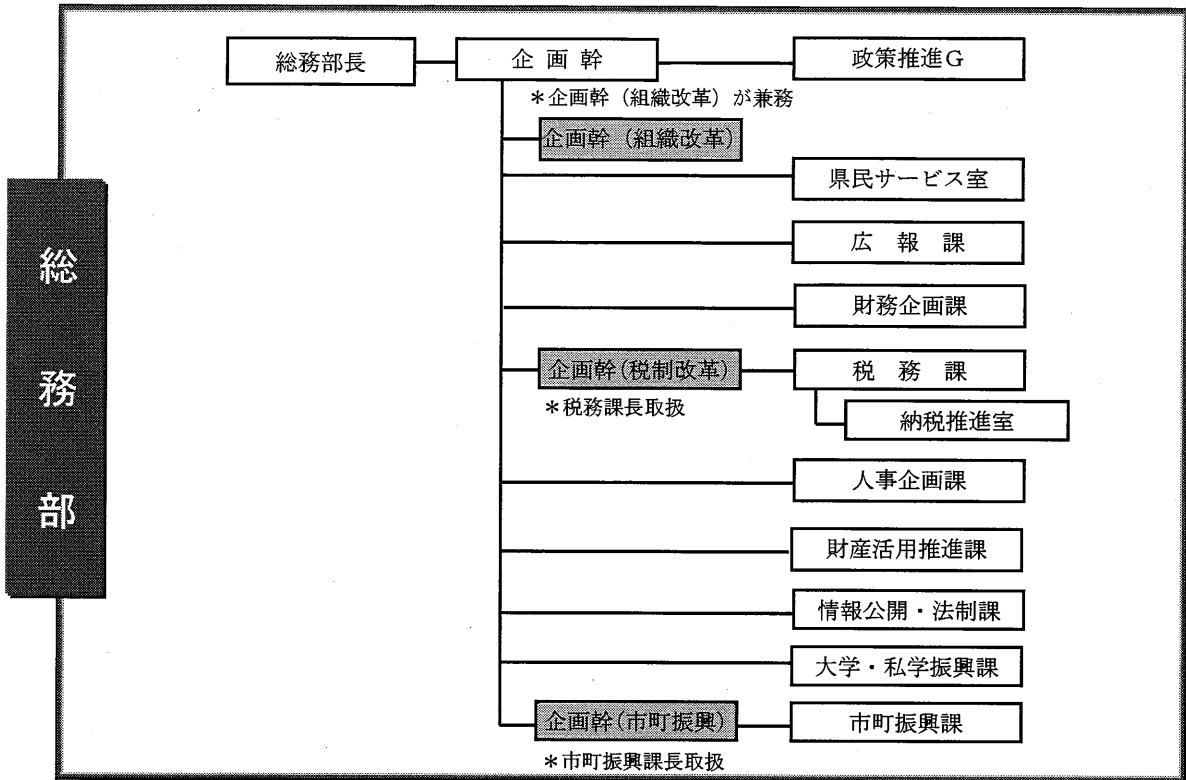 総務部
総務部長
企画幹
政策推進G
＊企画幹（組織改革）が兼務
企画幹（組織改革）
県民サービス室
広報課
財務企画課
企画幹(税制改革)
税務課
＊税務課長取扱
納税推進室
人事企画課
財産活用推進課
情報公開・法制課
大学・私学振興課
企画幹(市町振興)
市町振興課
＊市町振興課長取扱